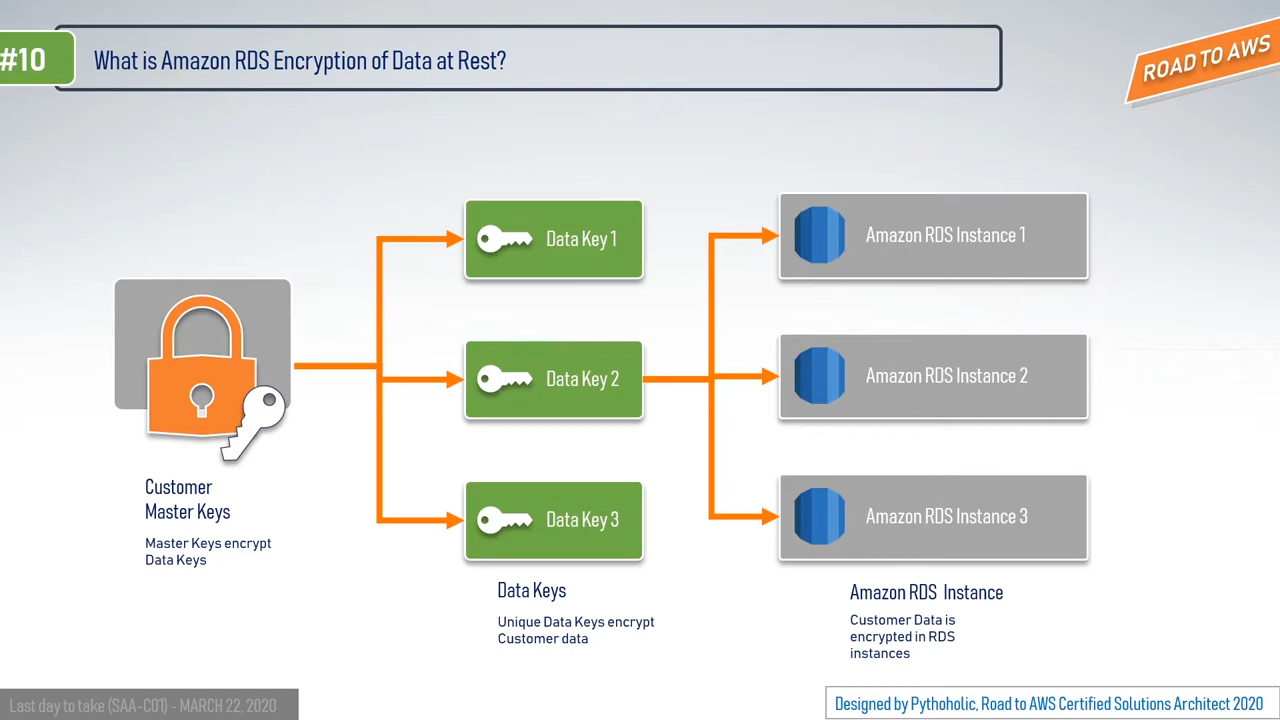 #10
What is Amazon RDS Encryption of Data at Rest?
ROAD TO AWS
Data Key 1
Data Key 2
Data Key 3
Amazon RDS Instance 1
Amazon RDS Instance 2
Amazon RDS Instance 3
Customer
Master Keys
Master Keys encrypt
Data Keys
Data Keys
Unique Data Keys encrypt
Customer data
Amazon RDS Instance
Customer Data is
encrypted in RDS
instances
Last day to take (SAA-C01) - MARCH 22, 2020
Designed by Pythoholic, Road to AWS Certified Solutions Architect 2020